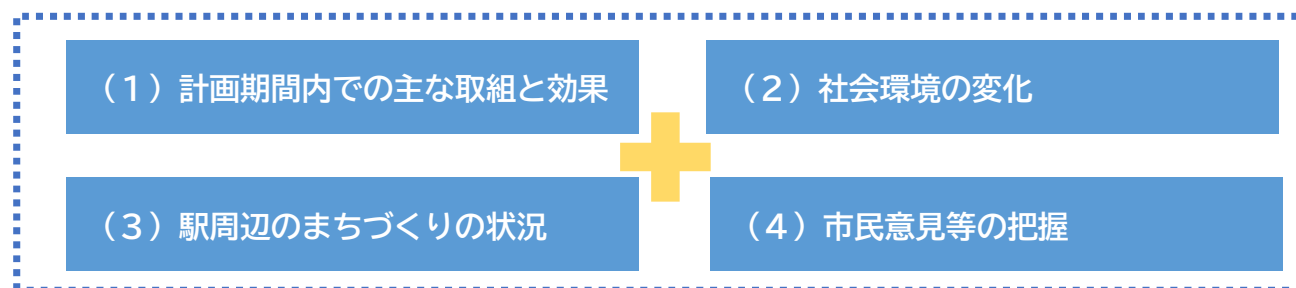 （１）計画期間内での主な取組と効果
（２）社会環境の変化
（３）駅周辺のまちづくりの状況
（４）市民意見等の把握